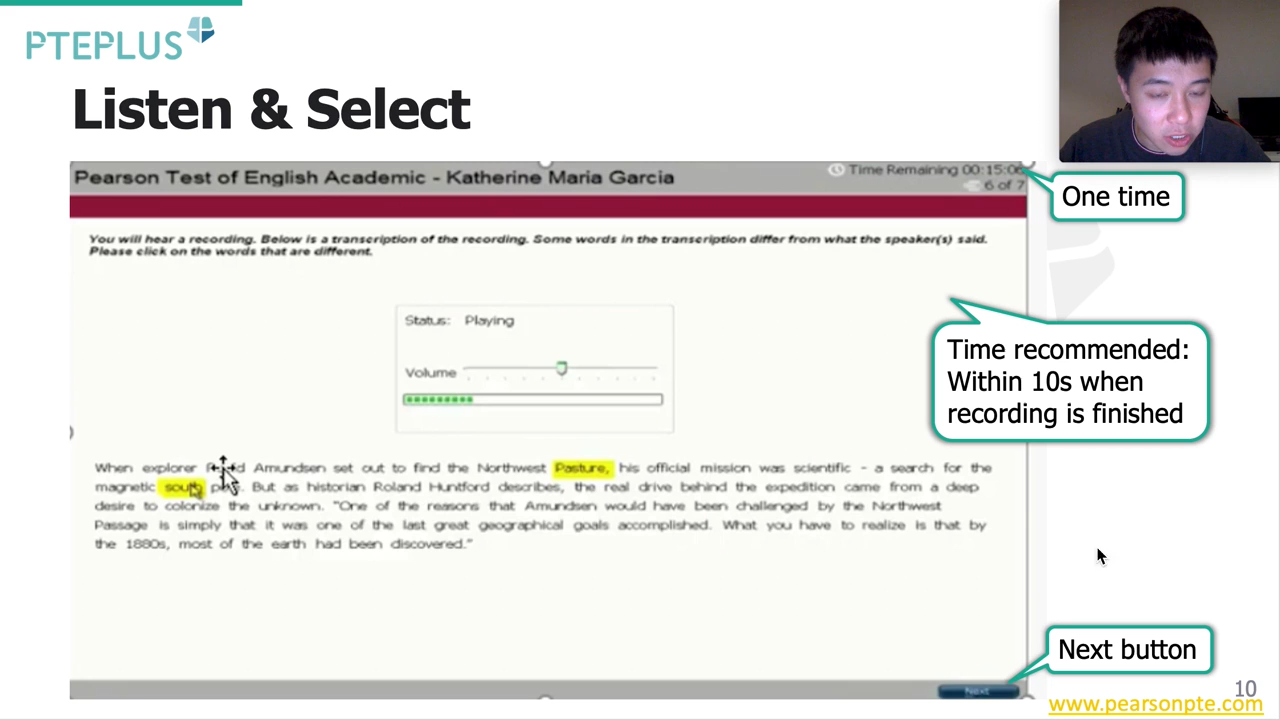 PTEPLUS
Listen & Select
Pearson Test of English Academic - Katherine Maria Garcia
Time Remaining 00:15:06
6 of 7
One time
You will hear a recording. Below is a transcription of the recording. Some words in the transcription differ from what the speaker(s) said.
Please click on the words that are different.
Status: Playing
Time recommended:
Within 10s when
recording is finished
Volume
When explorer Amundsen set out to find the Northwest Pasture, his official mission was scientific - a search for the
magnetic south But as historian Roland Huntford describes, the real drive behind the expedition came from a deep
desire to colonize the unknown. "One of the reasons that Amundsen would have been challenged by the Northwest
Passage is simply that it was one of the last great geographical goals accomplished. What you have to realize is that by
the 1880s, most of the earth had been discovered."
Next button
Next
10
www.pearsonpte.com